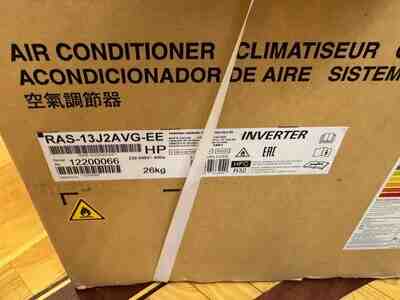 AIR CONDITIONER CLIMATISEUR
ACONDICIONADOR DE AIRE SISTEM
空氣調節器
RAS-13J2AVG-EE
HP
INVERTER
12200066
26kg
EAC
R32